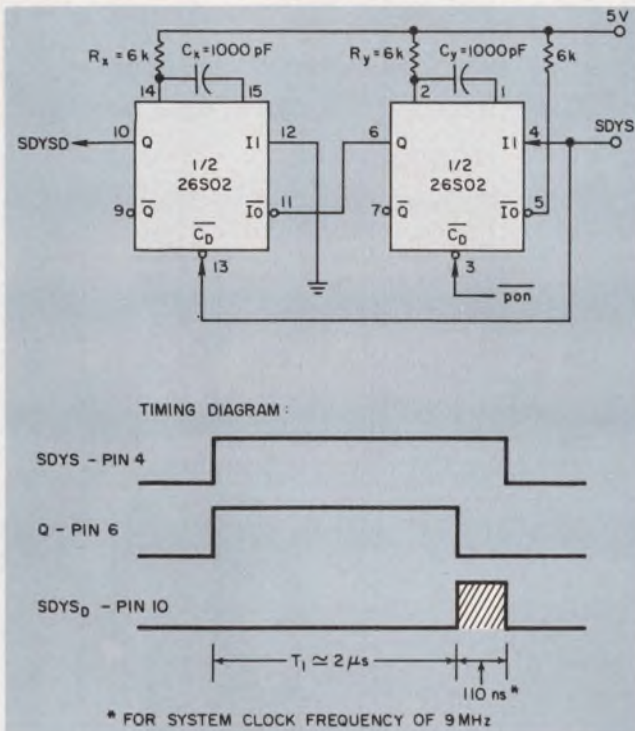 5V
Rx = 6 k
Cx = 1000 pF
Ry = 6 k
Cy = 1000 pF
6k
14
15
2
1
SDYSD
10
Q
I1
12
6
Q
I1
4
SDYS
1/2
26S02
1/2
26S02
11
5
9
Q̅
I̅o̅
7
Q̅
I̅o̅
C̅D̅
C̅D̅
13
3
p̅o̅n̅
TIMING DIAGRAM :
SDYS - PIN 4
Q - PIN 6
SDYSD - PIN 10
T1 ≃ 2 μs
110 ns*
* FOR SYSTEM CLOCK FREQUENCY OF 9 MHz